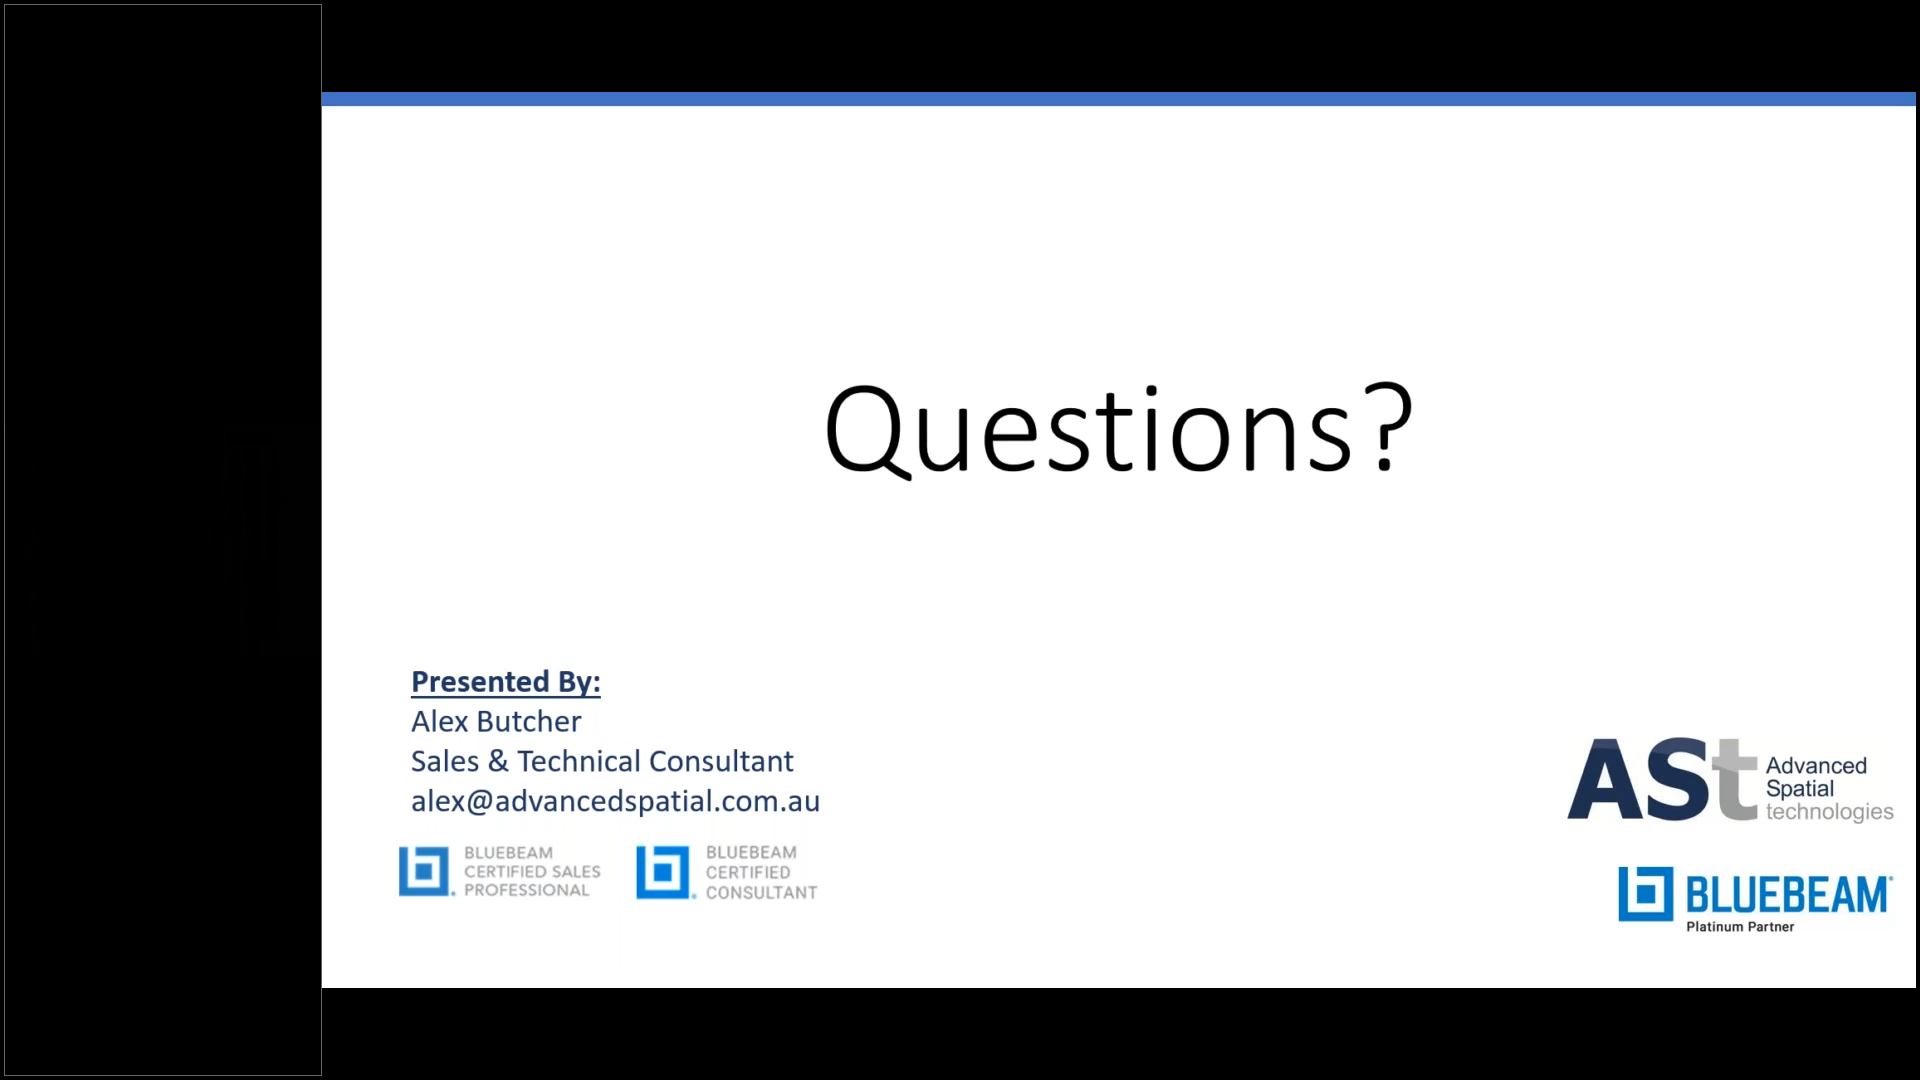 Questions?
Presented By:
Alex Butcher
Sales & Technical Consultant
alex@advancedspatial.com.au
BLUEBEAM
CERTIFIED SALES
PROFESSIONAL
BLUEBEAM
CERTIFIED
CONSULTANT
ASt
Advanced
Spatial
technologies
BLUEBEAM®
Platinum Partner